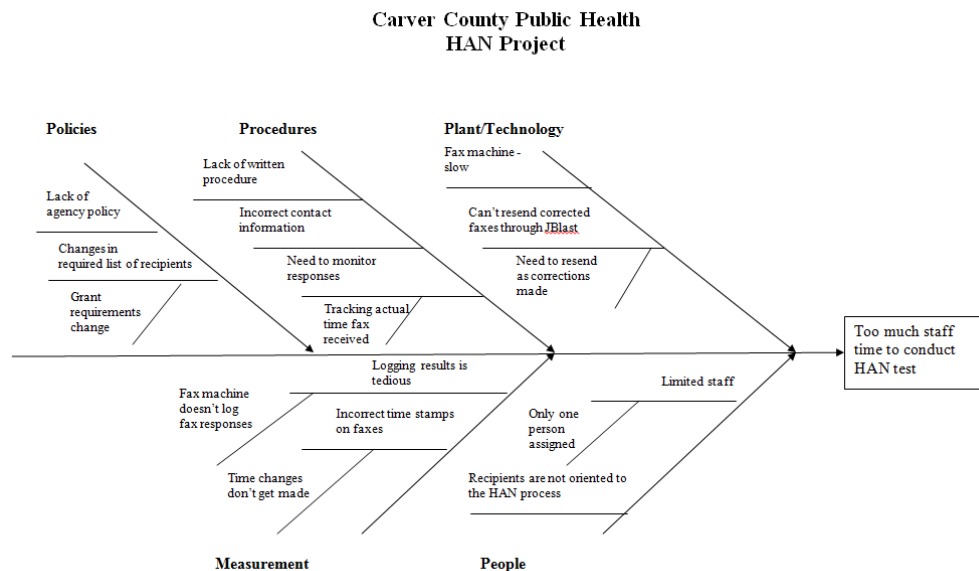 Carver County Public Health
HAN Project
Policies
Procedures
Plant/Technology
Lack of
agency policy
Changes in
required list of recipients
Grant
requirements
change
Lack of written
procedure
Incorrect contact
information
Need to monitor
responses
Tracking actual
time fax
received
Fax machine -
slow
Can't resend corrected
faxes through JBlast
Need to resend
as corrections
made
Too much staff
time to conduct
HAN test
Logging results is
tedious
Fax machine
doesn't log
fax responses
Incorrect time stamps
on faxes
Time changes
don't get made
Limited staff
Only one
person
assigned
Recipients are not oriented to
the HAN process
Measurement
People